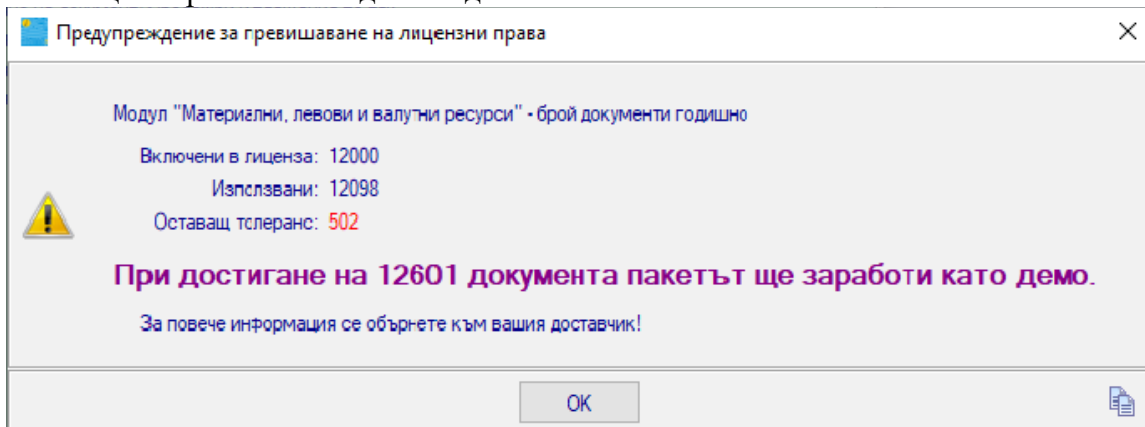 Предупреждение за превишаване на лицензни права
Модул "Материални, левови и валутни ресурси" - брой документи годишно
Включени в лиценза: 12000
Използвани: 12098
Оставащ толеранс: 502
При достигане на 12601 документа пакетът ще заработи като демо.
За повече информация се обърнете към вашия доставчик!
OK